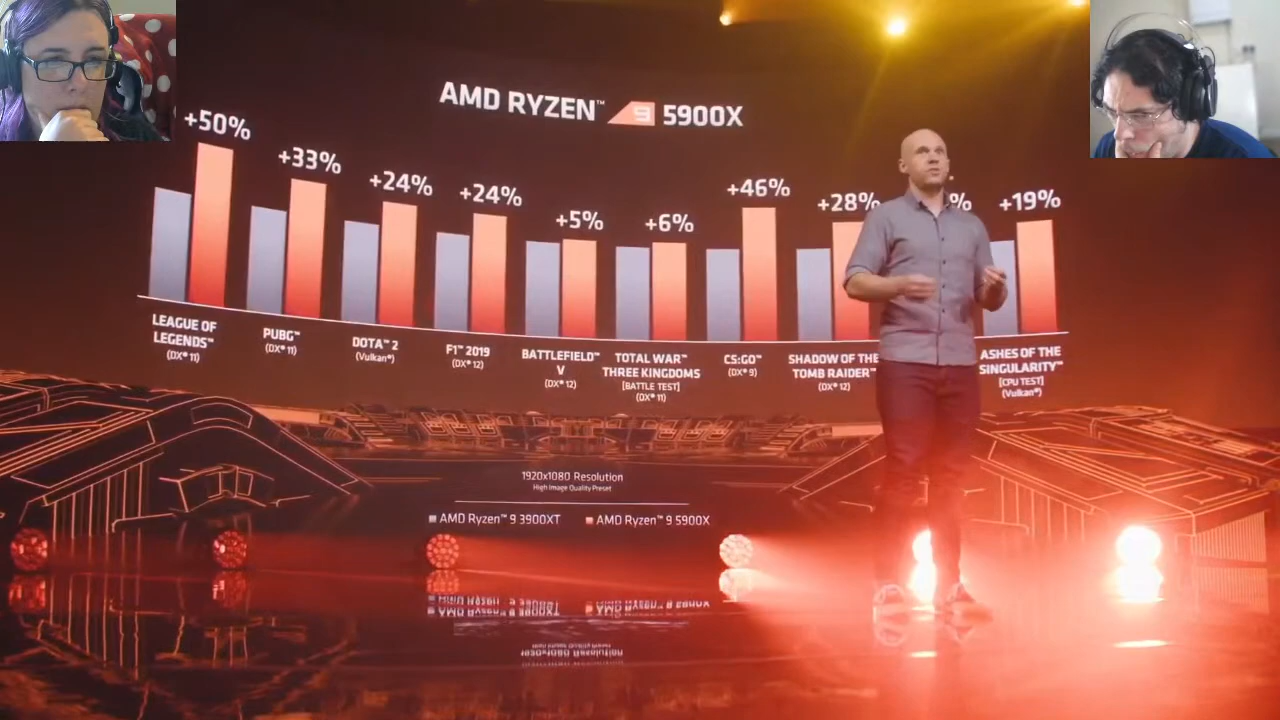 AMD RYZEN™ 9 5900X
+50%
+33%
+24%
+24%
+5%
+6%
+46%
+28%
%
+19%
LEAGUE OF
LEGENDS™
(DX® 11)
PUBG™
(DX® 11)
DOTA™ 2
(Vulkan®)
F1™ 2019
(DX® 12)
BATTLEFIELD™
V
(DX® 12)
TOTAL WAR™
THREE KINGDOMS
[BATTLE TEST]
(DX® 11)
CS:GO™
(DX® 9)
SHADOW OF THE
TOMB RAIDER™
(DX® 12)
ASHES OF THE
SINGULARITY™
[CPU TEST]
(Vulkan®)
1920x1080 Resolution
High Image Quality Preset
AMD Ryzen™ 9 3900XT
AMD Ryzen™ 9 5900X